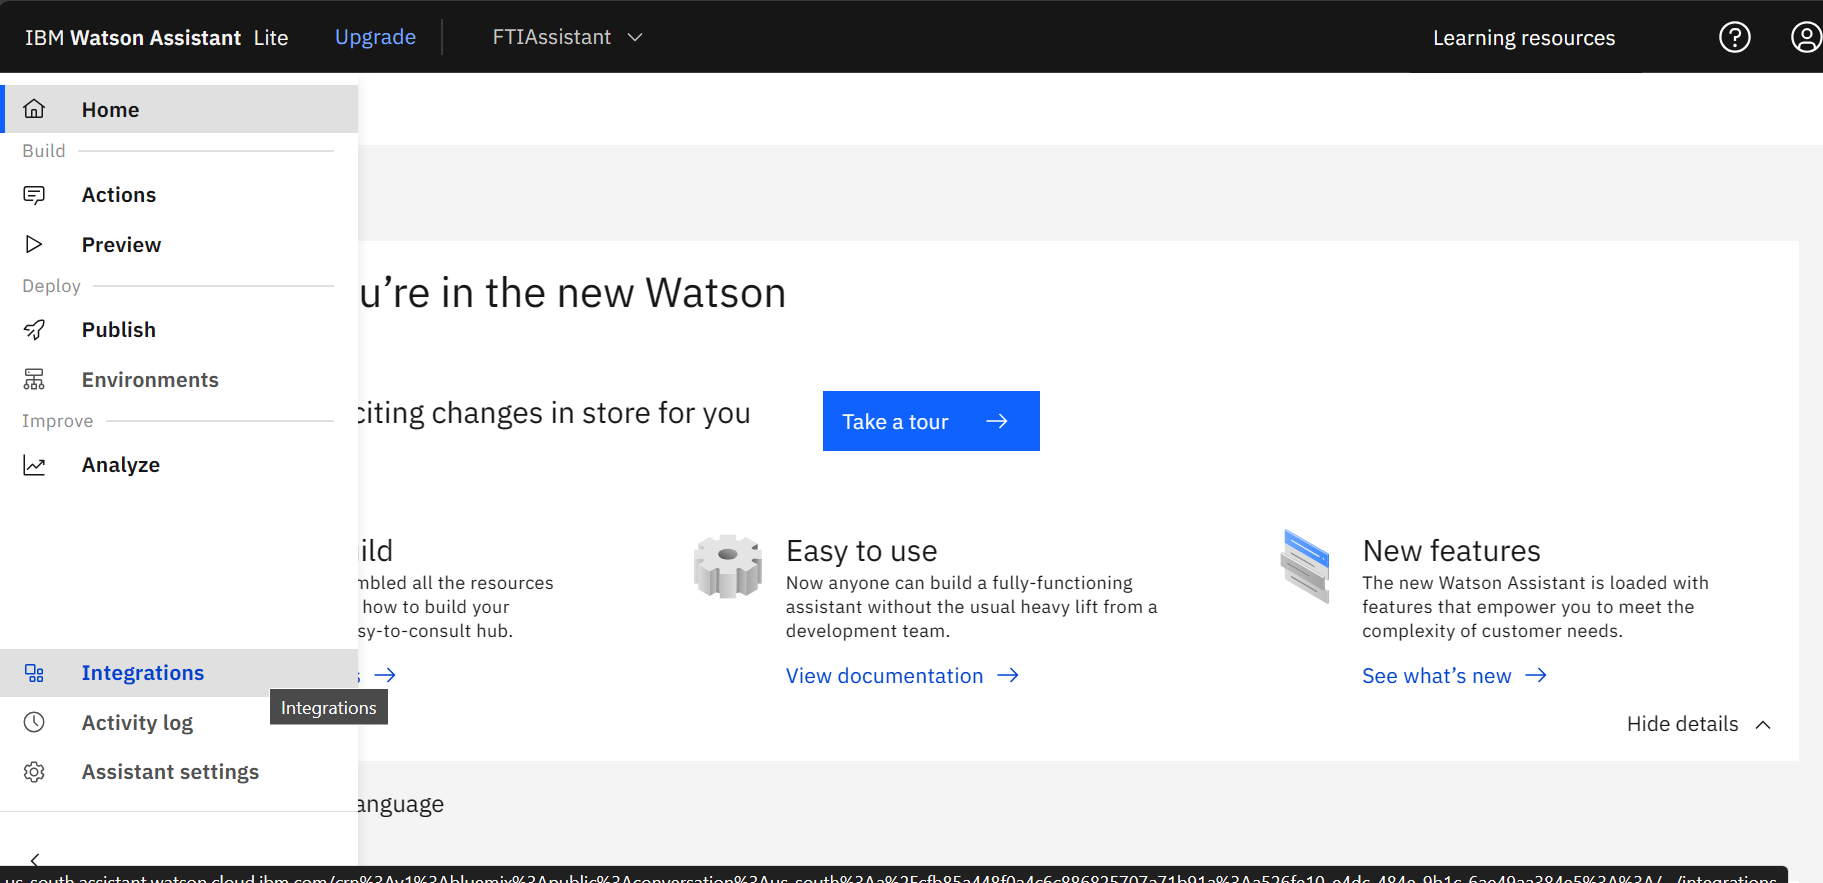 IBM Watson Assistant Lite
Upgrade
FTIAssistant
Learning resources
Home
Build
Actions
Preview
Deploy
Publish
Environments
Improve
Analyze
Integrations
Integrations
Activity log
Assistant settings
u're in the new Watson
citing changes in store for you
Take a tour
ild
mbled all the resources
how to build your
sy-to-consult hub.
s
Easy to use
Now anyone can build a fully-functioning
assistant without the usual heavy lift from a
development team.
View documentation
New features
The new Watson Assistant is loaded with
features that empower you to meet the
complexity of customer needs.
See what's new
Hide details
anguage